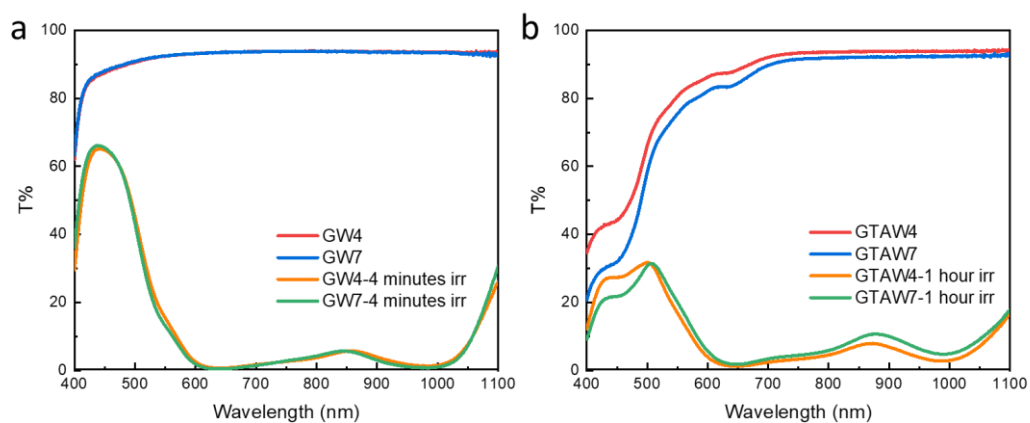 a
100
80
60
40
20
0
T%
GW4
GW7
GW4-4 minutes irr
GW7-4 minutes irr
400 500 600 700 800 900 1000 1100
Wavelength (nm)
b
100
80
60
40
20
0
T%
GTAW4
GTAW7
GTAW4-1 hour irr
GTAW7-1 hour irr
400 500 600 700 800 900 1000 1100
Wavelength (nm)